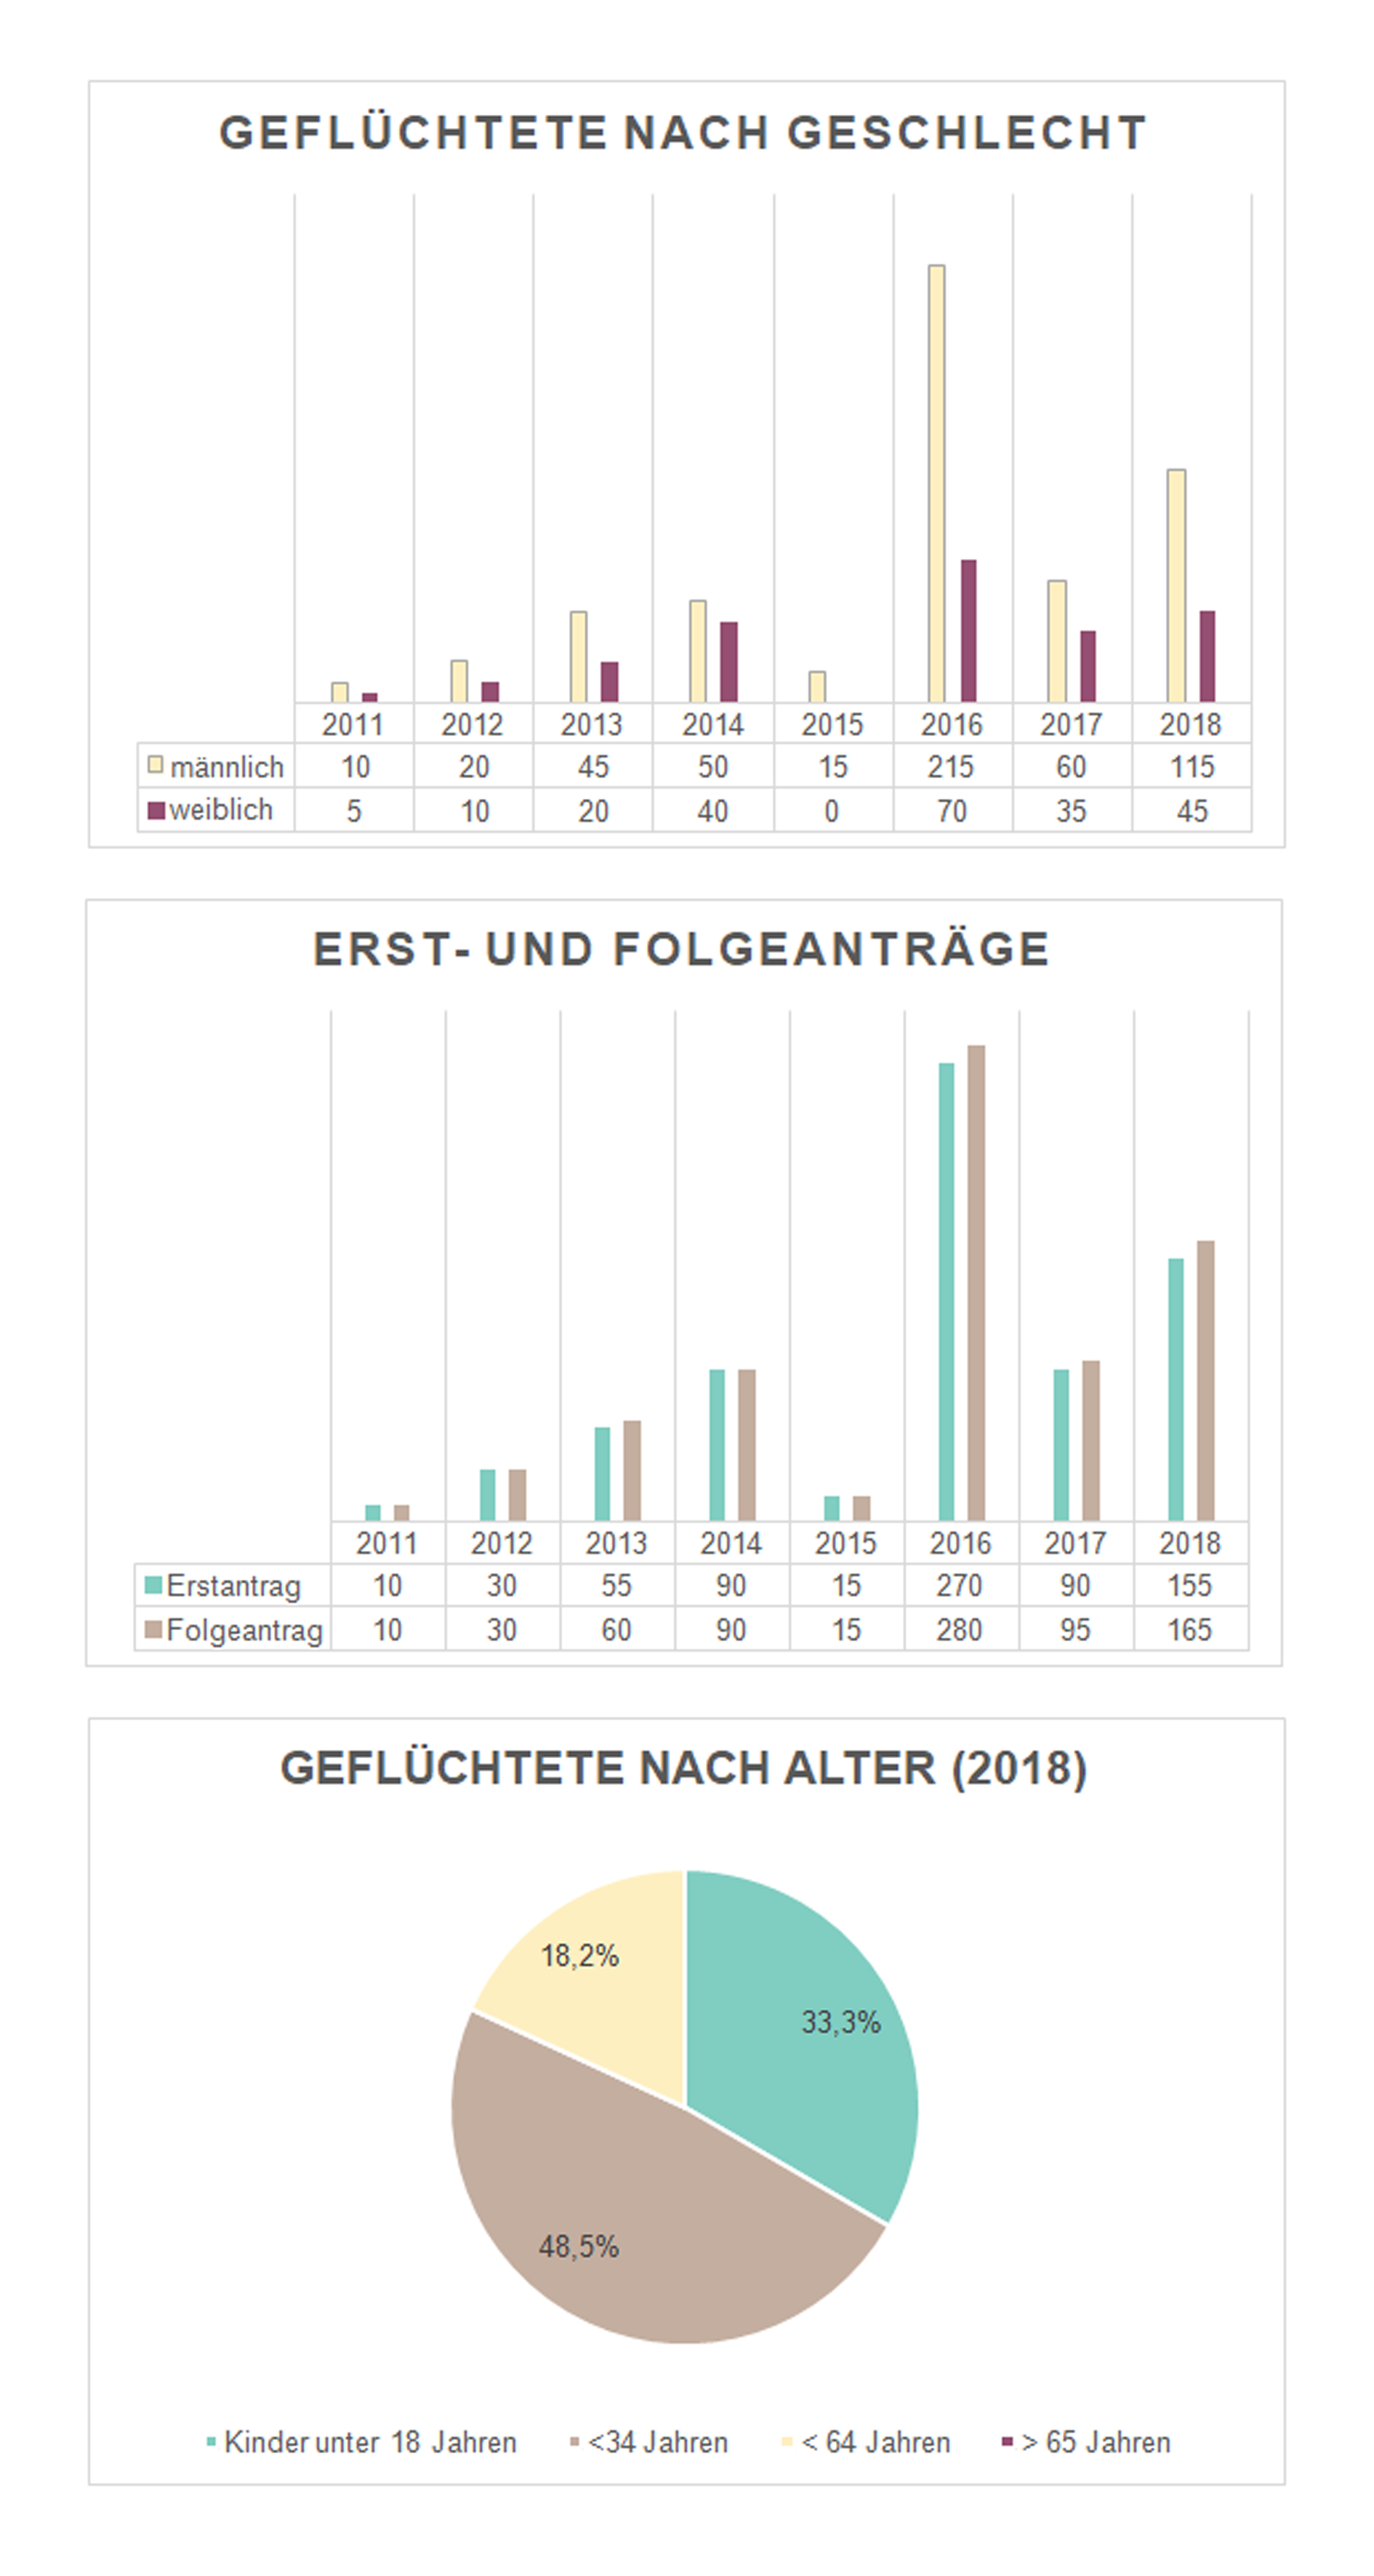 GEFLÜCHTETE NACH GESCHLECHT
2011 2012 2013 2014 2015 2016 2017 2018
männlich 10 20 45 50 15 215 60 115
weiblich 5 10 20 40 0 70 35 45
ERST- UND FOLGEANTRÄGE
2011 2012 2013 2014 2015 2016 2017 2018
Erstantrag 10 30 55 90 15 270 90 155
Folgeantrag 10 30 60 90 15 280 95 165
GEFLÜCHTETE NACH ALTER (2018)
18,2%
33,3%
48,5%
Kinder unter 18 Jahren <34 Jahren < 64 Jahren > 65 Jahren